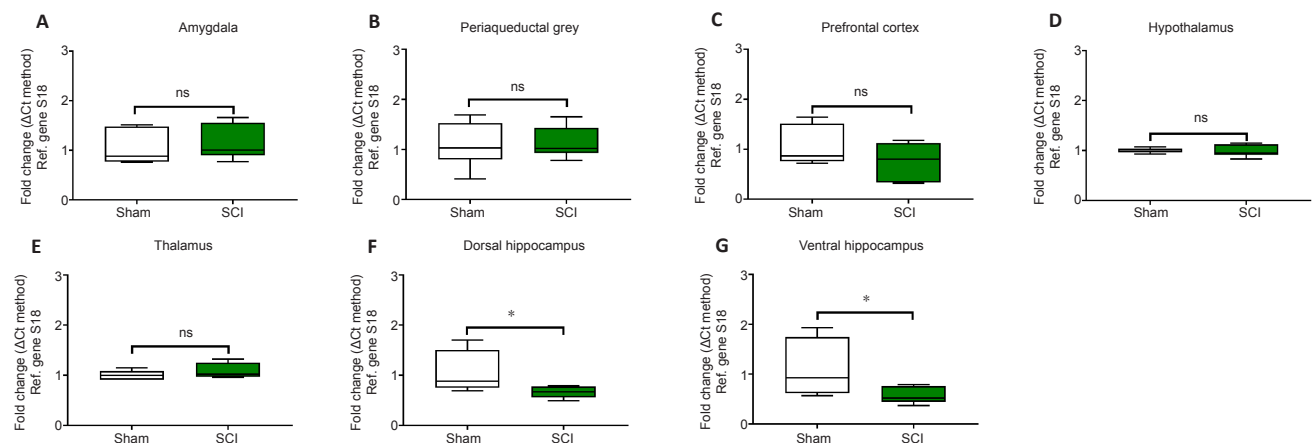 A
Amygdala
Fold change (ΔCt method)
Ref. gene S18
3
2
1
0
ns
Sham
SCI
B
Periaqueductal grey
Fold change (ΔCt method)
Ref. gene S18
3
2
1
0
ns
Sham
SCI
C
Prefrontal cortex
Fold change (ΔCt method)
Ref. gene S18
3
2
1
0
ns
Sham
SCI
D
Hypothalamus
Fold change (ΔCt method)
Ref. gene S18
3
2
1
0
ns
Sham
SCI
E
Thalamus
Fold change (ΔCt method)
Ref. gene S18
3
2
1
0
ns
Sham
SCI
F
Dorsal hippocampus
Fold change (ΔCt method)
Ref. gene S18
3
2
1
0
*
Sham
SCI
G
Ventral hippocampus
Fold change (ΔCt method)
Ref. gene S18
3
2
1
0
*
Sham
SCI